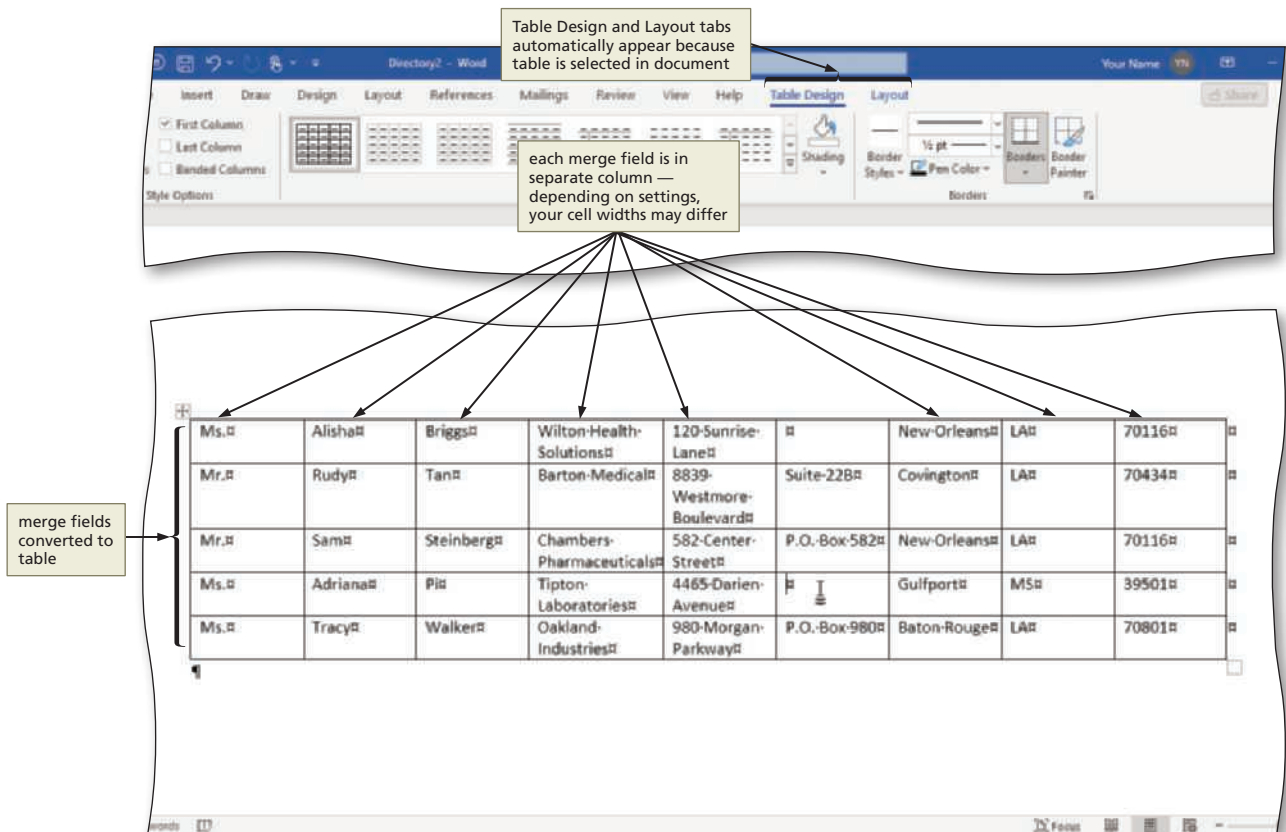 Table Design and Layout tabs
automatically appear because
table is selected in document
Directory2 - Word
Your Name YN
Insert Draw Design Layout References Mailings Review View Help Table Design Layout Share
First Column
Last Column
Banded Columns
Style Options
Shading
Border
Styles
½ pt
Pen Color
Borders
Border
Painter
Borders
each merge field is in
separate column —
depending on settings,
your cell widths may differ
merge fields
converted to
table
Ms.¤ Alisha¤ Briggs¤ Wilton·Health· 120·Sunrise· ¤ New·Orleans¤ LA¤ 70116¤ ¤
Solutions¤ Lane¤
Mr.¤ Rudy¤ Tan¤ Barton·Medical¤ 8839· Suite·22B¤ Covington¤ LA¤ 70434¤ ¤
Westmore·
Boulevard¤
Mr.¤ Sam¤ Steinberg¤ Chambers· 582·Center· P.O.·Box·582¤ New·Orleans¤ LA¤ 70116¤ ¤
Pharmaceuticals¤ Street¤
Ms.¤ Adriana¤ Pi¤ Tipton· 4465·Darien· ¤ Gulfport¤ MS¤ 39501¤ ¤
Laboratories¤ Avenue¤
Ms.¤ Tracy¤ Walker¤ Oakland· 980·Morgan· P.O.·Box·980¤ Baton·Rouge¤ LA¤ 70801¤ ¤
Industries¤ Parkway¤
¶
words Focus